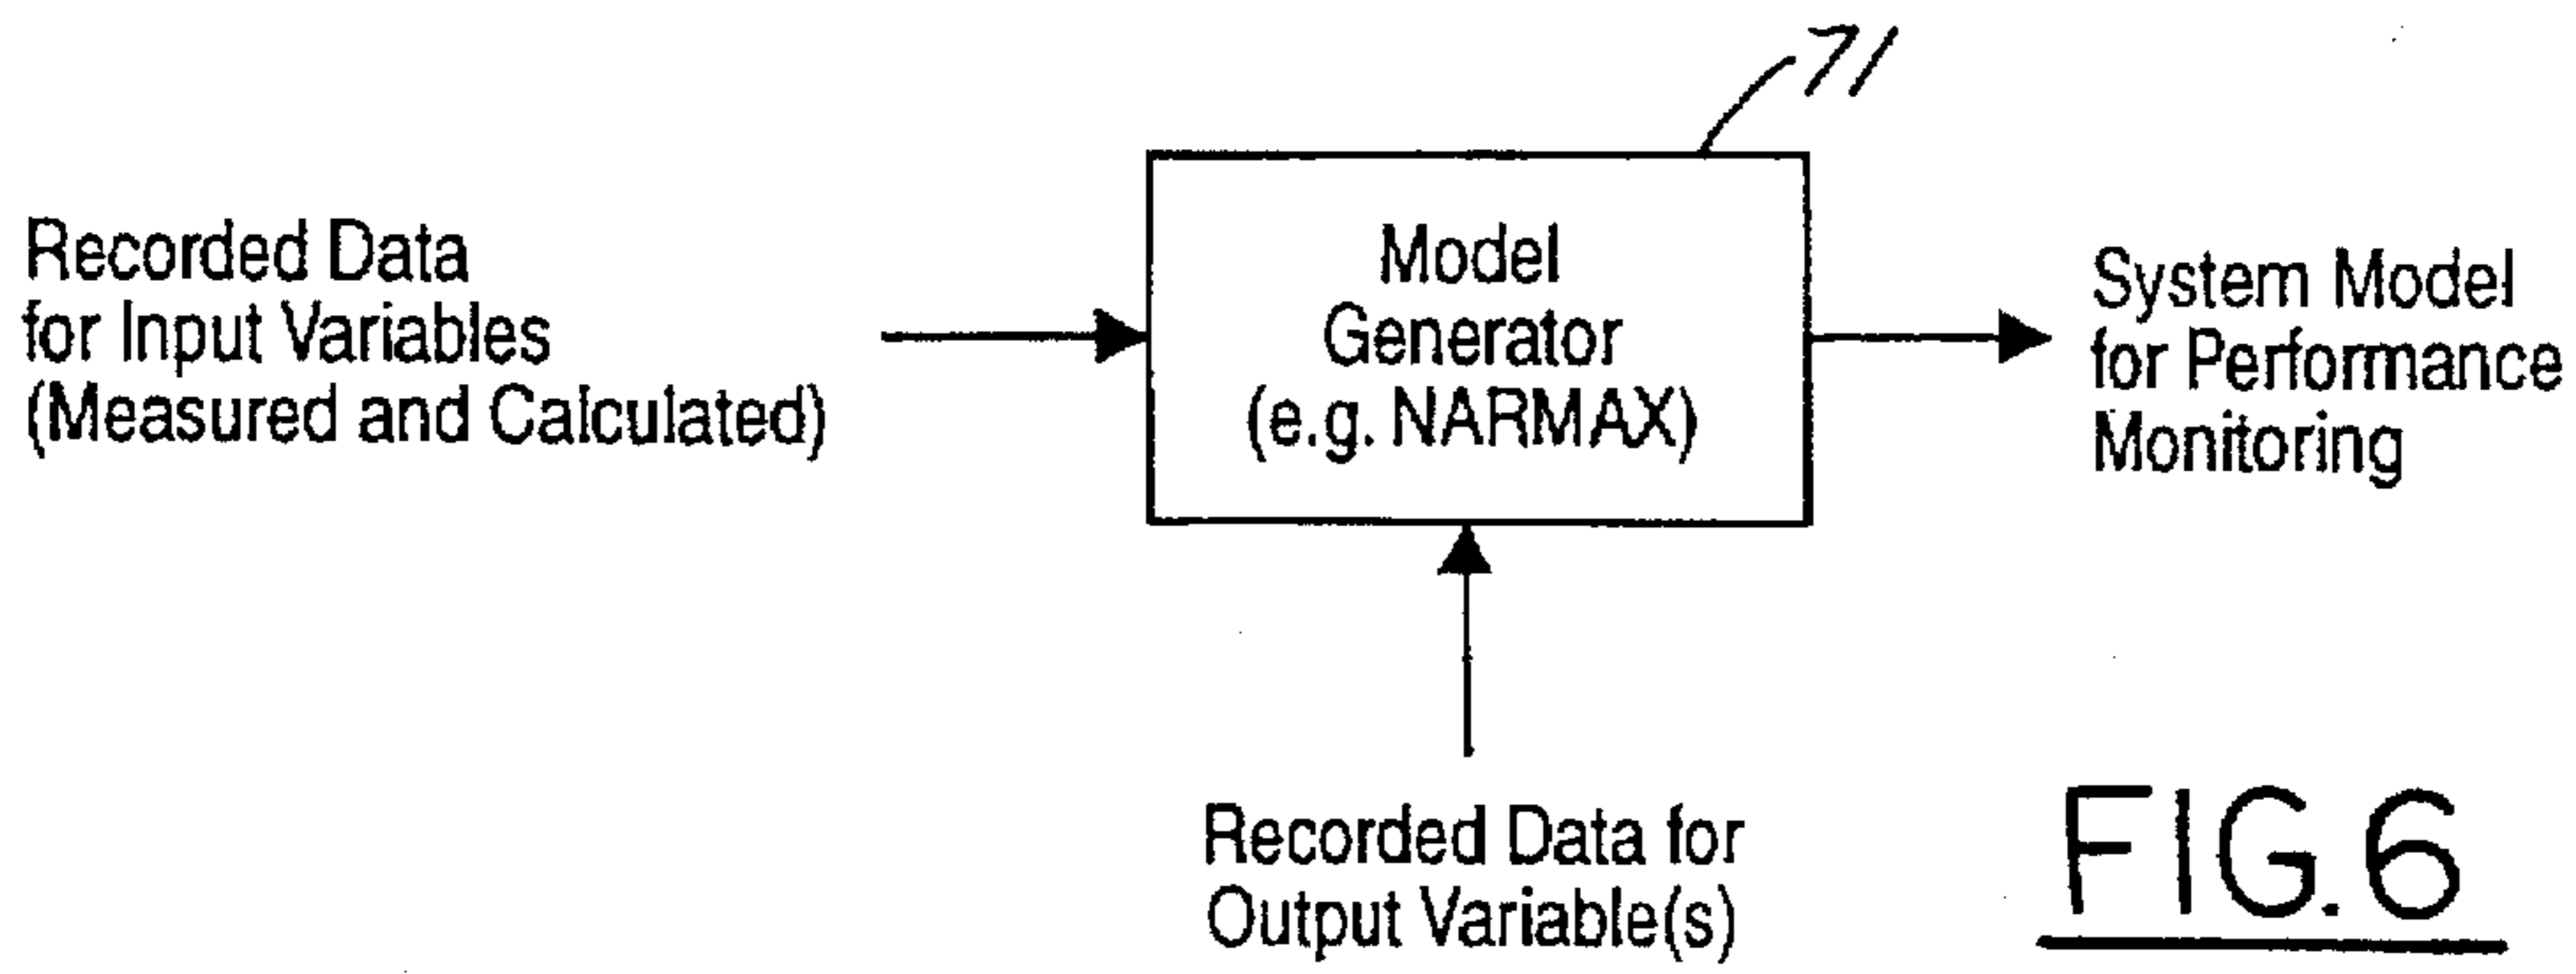 71
Recorded Data
for Input Variables
(Measured and Calculated)
Model
Generator
(e.g. NARMAX)
System Model
for Performance
Monitoring
Recorded Data for
Output Variable(s)
FIG.6